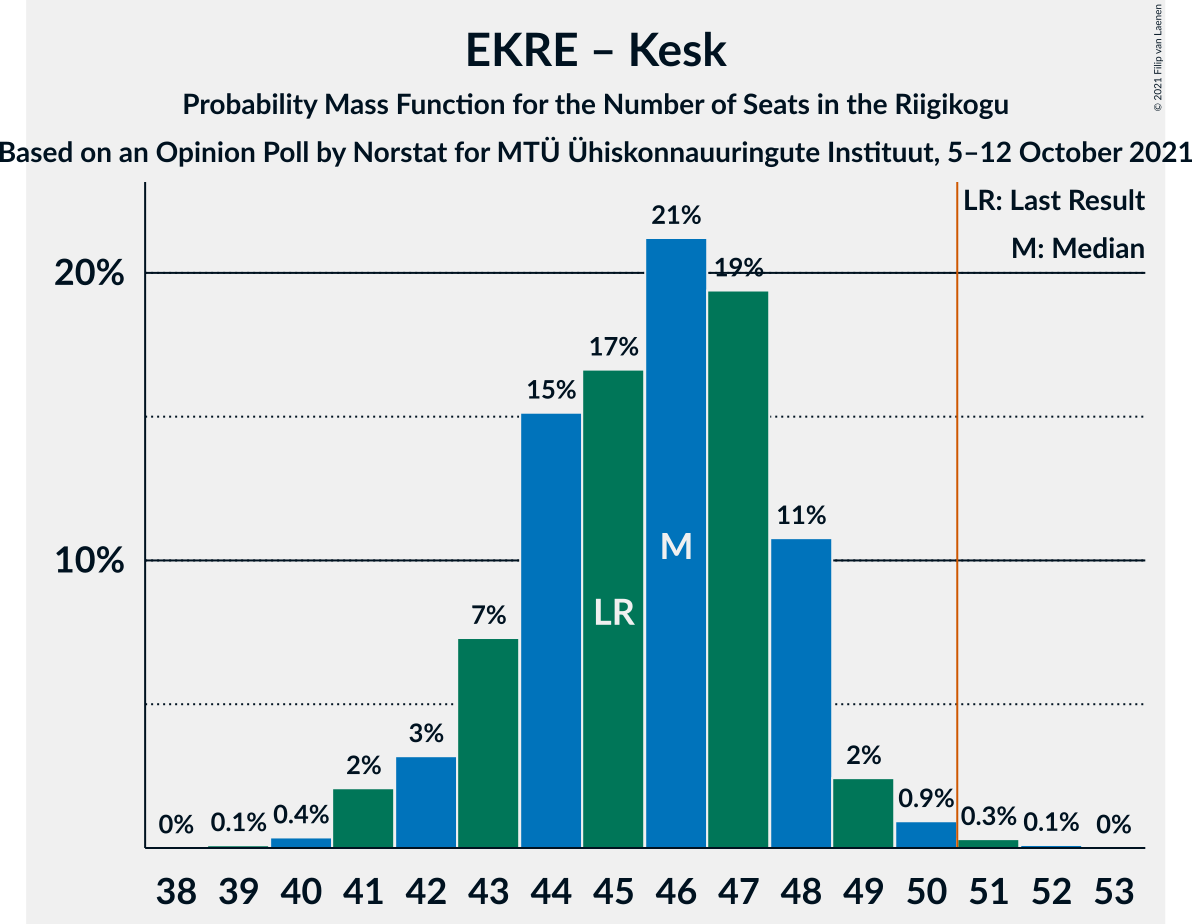 EKRE – Kesk
Probability Mass Function for the Number of Seats in the Riigikogu
Based on an Opinion Poll by Norstat for MTÜ Ühiskonnauuringute Instituut, 5–12 October 2021
© 2021 Filip van Laenen
LR: Last Result
M: Median
20%
10%
0% 0.1% 0.4% 2% 3% 7% 15% 17% 21% 19% 11% 2% 0.9% 0.3% 0.1% 0%
M
LR
38 39 40 41 42 43 44 45 46 47 48 49 50 51 52 53